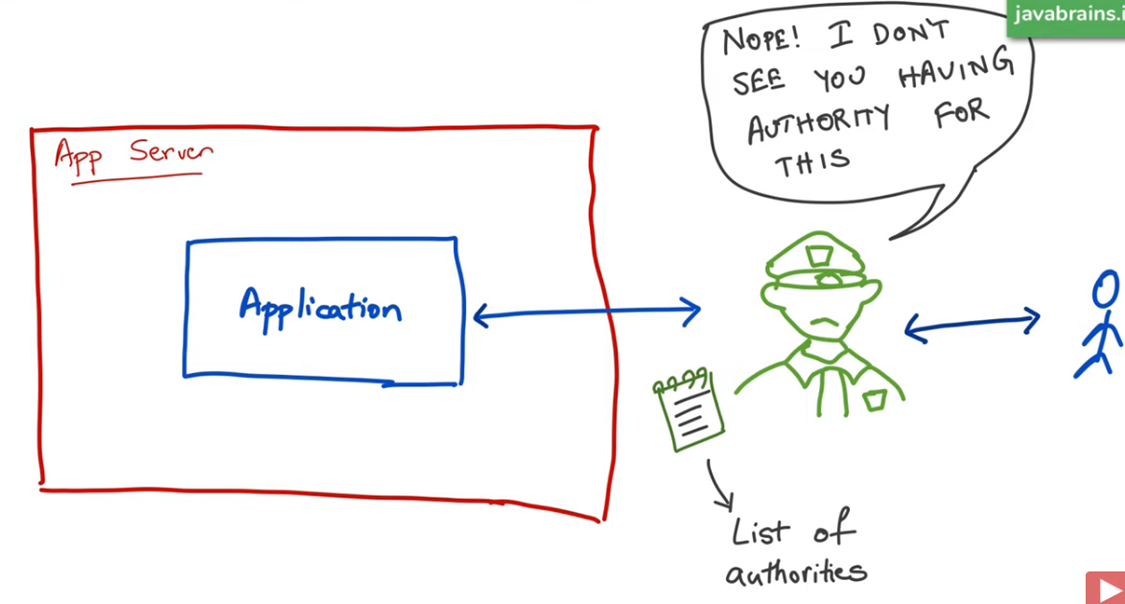 javabrains.i
NOPE! I DON'T
SEE YOU HAVING
AUTHORITY FOR
THIS
App Server
Application
List of
authorities